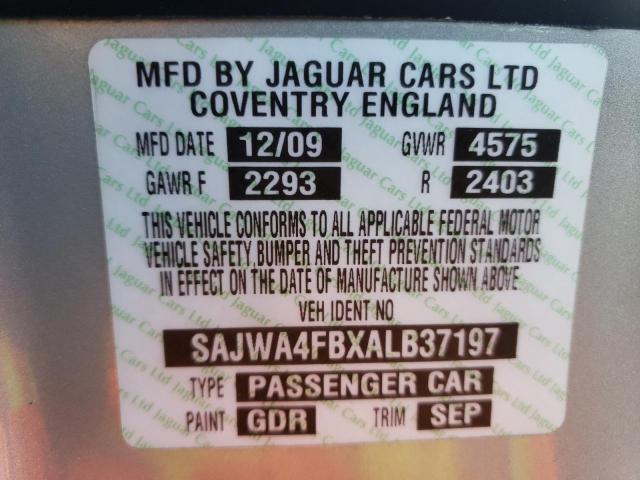 MFD BY JAGUAR CARS LTD
COVENTRY ENGLAND
MFD DATE 12/09 GVWR 4575
GAWR F 2293 R 2403
THIS VEHICLE CONFORMS TO ALL APPLICABLE FEDERAL MOTOR
VEHICLE SAFETY, BUMPER AND THEFT PREVENTION STANDARDS
IN EFFECT ON THE DATE OF MANUFACTURE SHOWN ABOVE.
VEH IDENT NO
SAJWA4FBXALB37197
TYPE PASSENGER CAR
PAINT GDR TRIM SEP